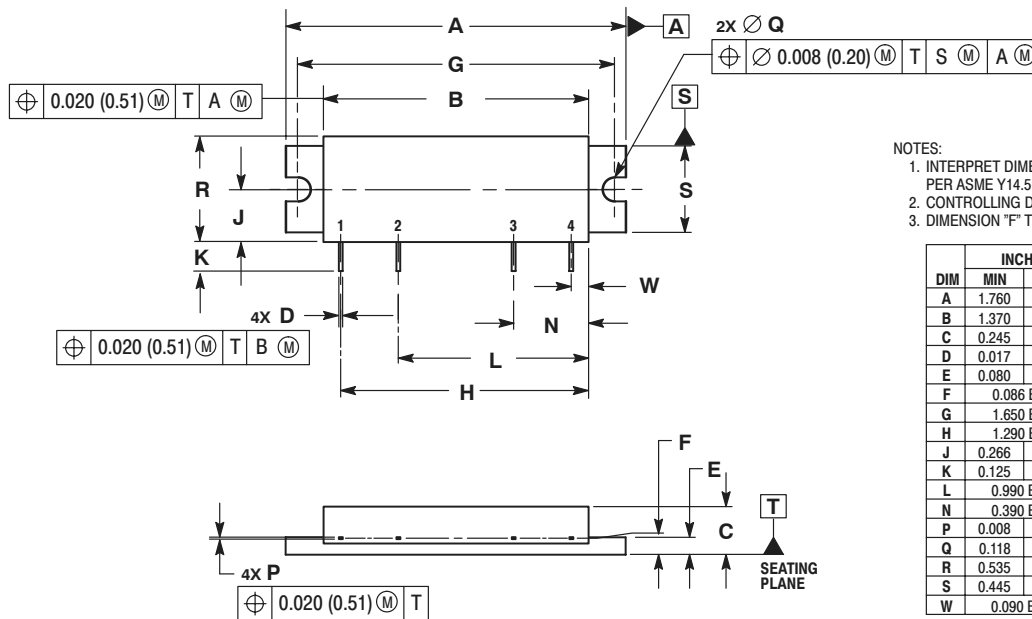 A
A
2X ∅ Q
⌖ ∅ 0.008 (0.20) Ⓜ T S Ⓜ A Ⓜ
G
⌖ 0.020 (0.51) Ⓜ T A Ⓜ
B
S
R
J
S
K
1 2 3 4
W
4X D
N
⌖ 0.020 (0.51) Ⓜ T B Ⓜ
L
H
F
E
C
T
SEATING
PLANE
4X P
⌖ 0.020 (0.51) Ⓜ T
NOTES:
1. INTERPRET DIME
PER ASME Y14.5
2. CONTROLLING D
3. DIMENSION "F" T
INCH
DIM MIN
A 1.760
B 1.370
C 0.245
D 0.017
E 0.080
F 0.086 B
G 1.650 B
H 1.290 B
J 0.266
K 0.125
L 0.990 B
N 0.390 B
P 0.008
Q 0.118
R 0.535
S 0.445
W 0.090 B